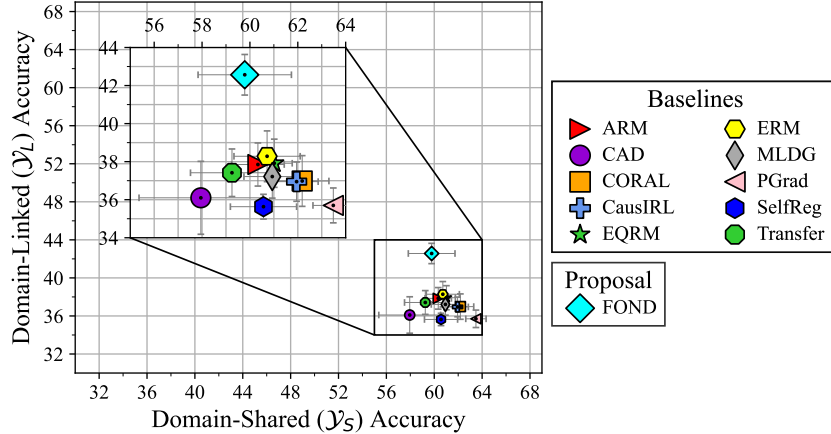 56 58 60 62 64
68
64
60
56
52
48
44
40
36
32
44
42
40
38
36
34
32 36 40 44 48 52 56 60 64 68
Domain-Linked (𝒴_L) Accuracy
Domain-Shared (𝒴_S) Accuracy
Baselines
ARM ERM
CAD MLDG
CORAL PGrad
CausIRL SelfReg
EQRM Transfer
Proposal
FOND